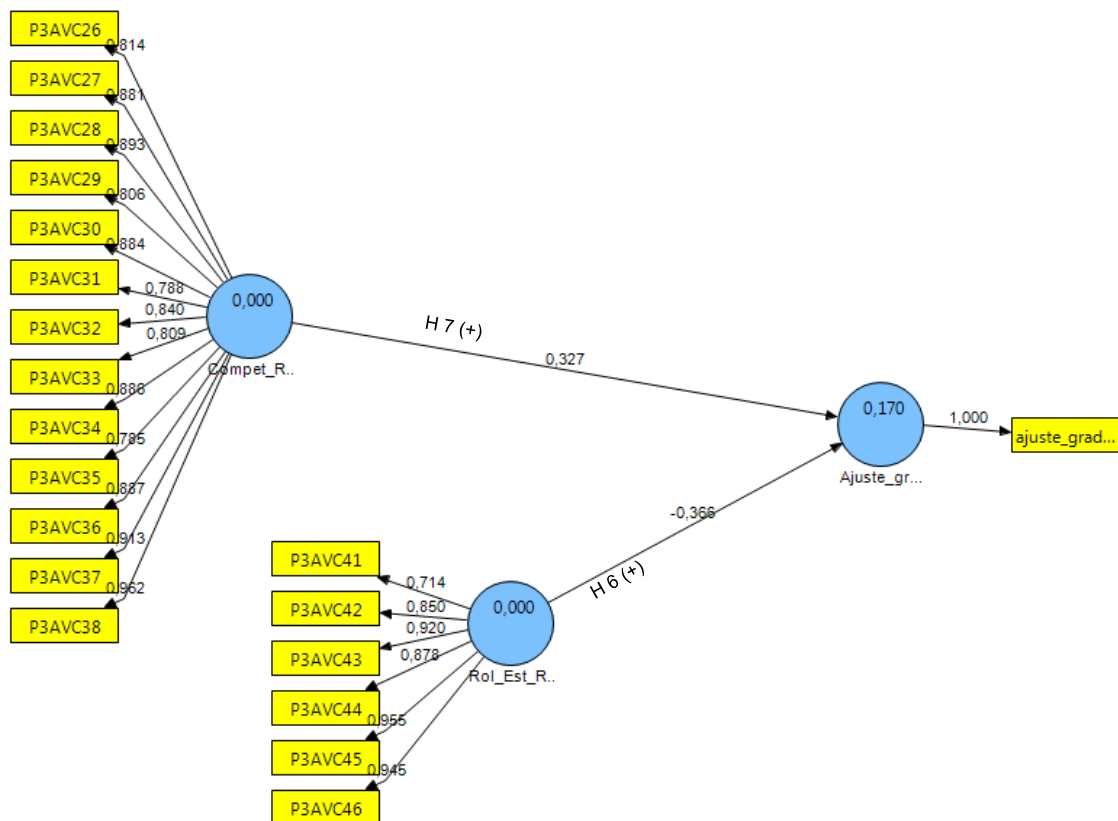 P3AVC26
0,814
P3AVC27
0,881
P3AVC28
0,893
P3AVC29
0,806
P3AVC30
0,884
P3AVC31
0,788
P3AVC32
0,840
0,809
P3AVC33
0,888
P3AVC34
0,785
P3AVC35
0,887
P3AVC36
0,913
P3AVC37
0,962
P3AVC38
0,000
Compet_R..
H 7 (+)
0,327
0,170
Ajuste_gr...
1,000
ajuste_grad...
-0,366
H 6 (+)
P3AVC41
0,714
P3AVC42
0,850
0,920
P3AVC43
0,878
P3AVC44
0,955
P3AVC45
0,945
P3AVC46
0,000
Rol_Est_R..